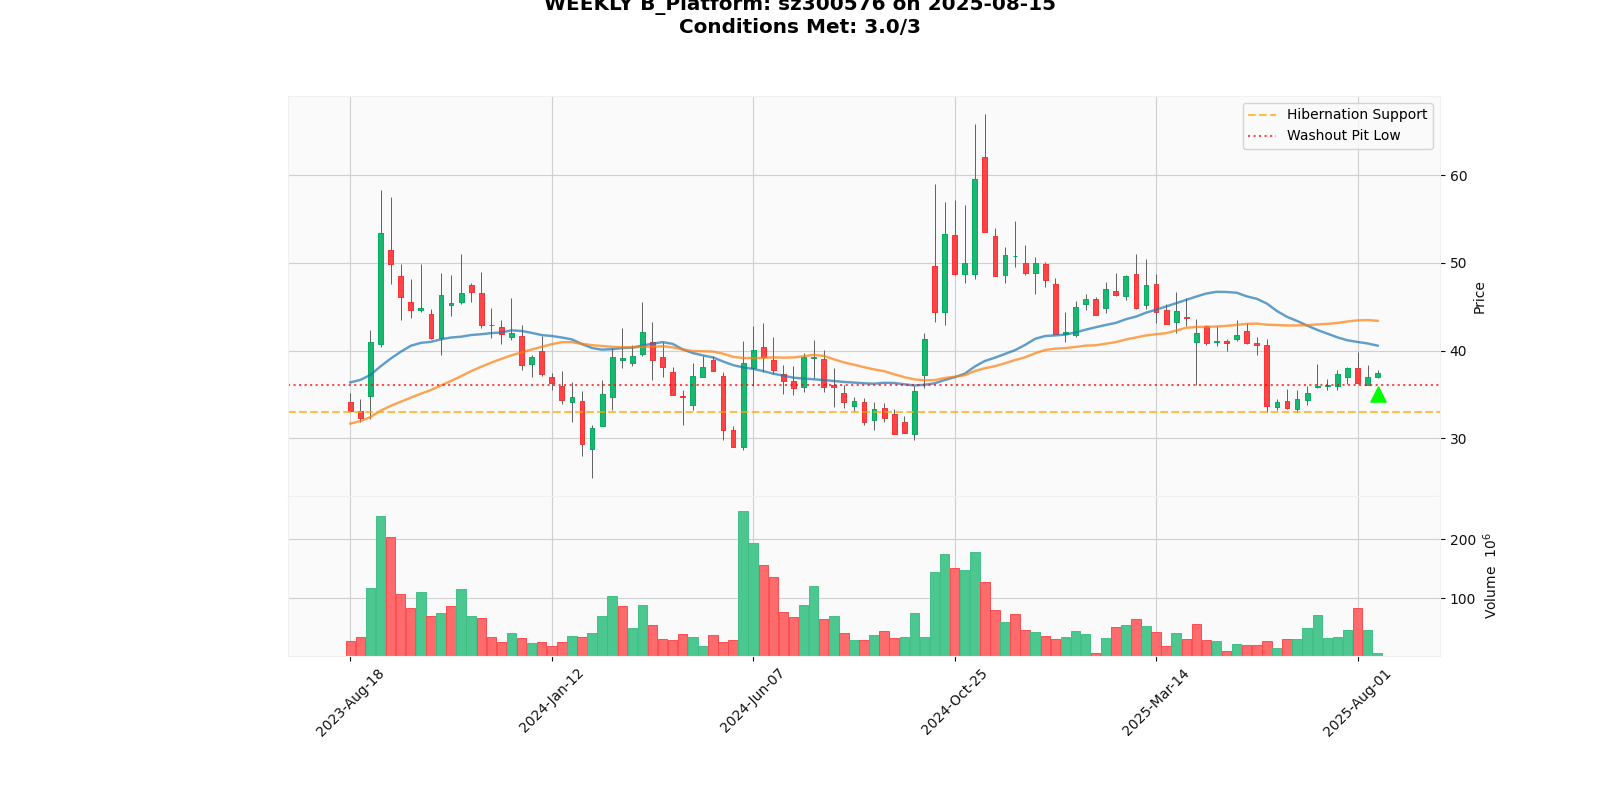 WEEKLY B_Platform: sz300576 on 2025-08-15
Conditions Met: 3.0/3
Hibernation Support
Washout Pit Low
60
50
40
30
Price
200
100
Volume 10^6
2023-Aug-18
2024-Jan-12
2024-Jun-07
2024-Oct-25
2025-Mar-14
2025-Aug-01